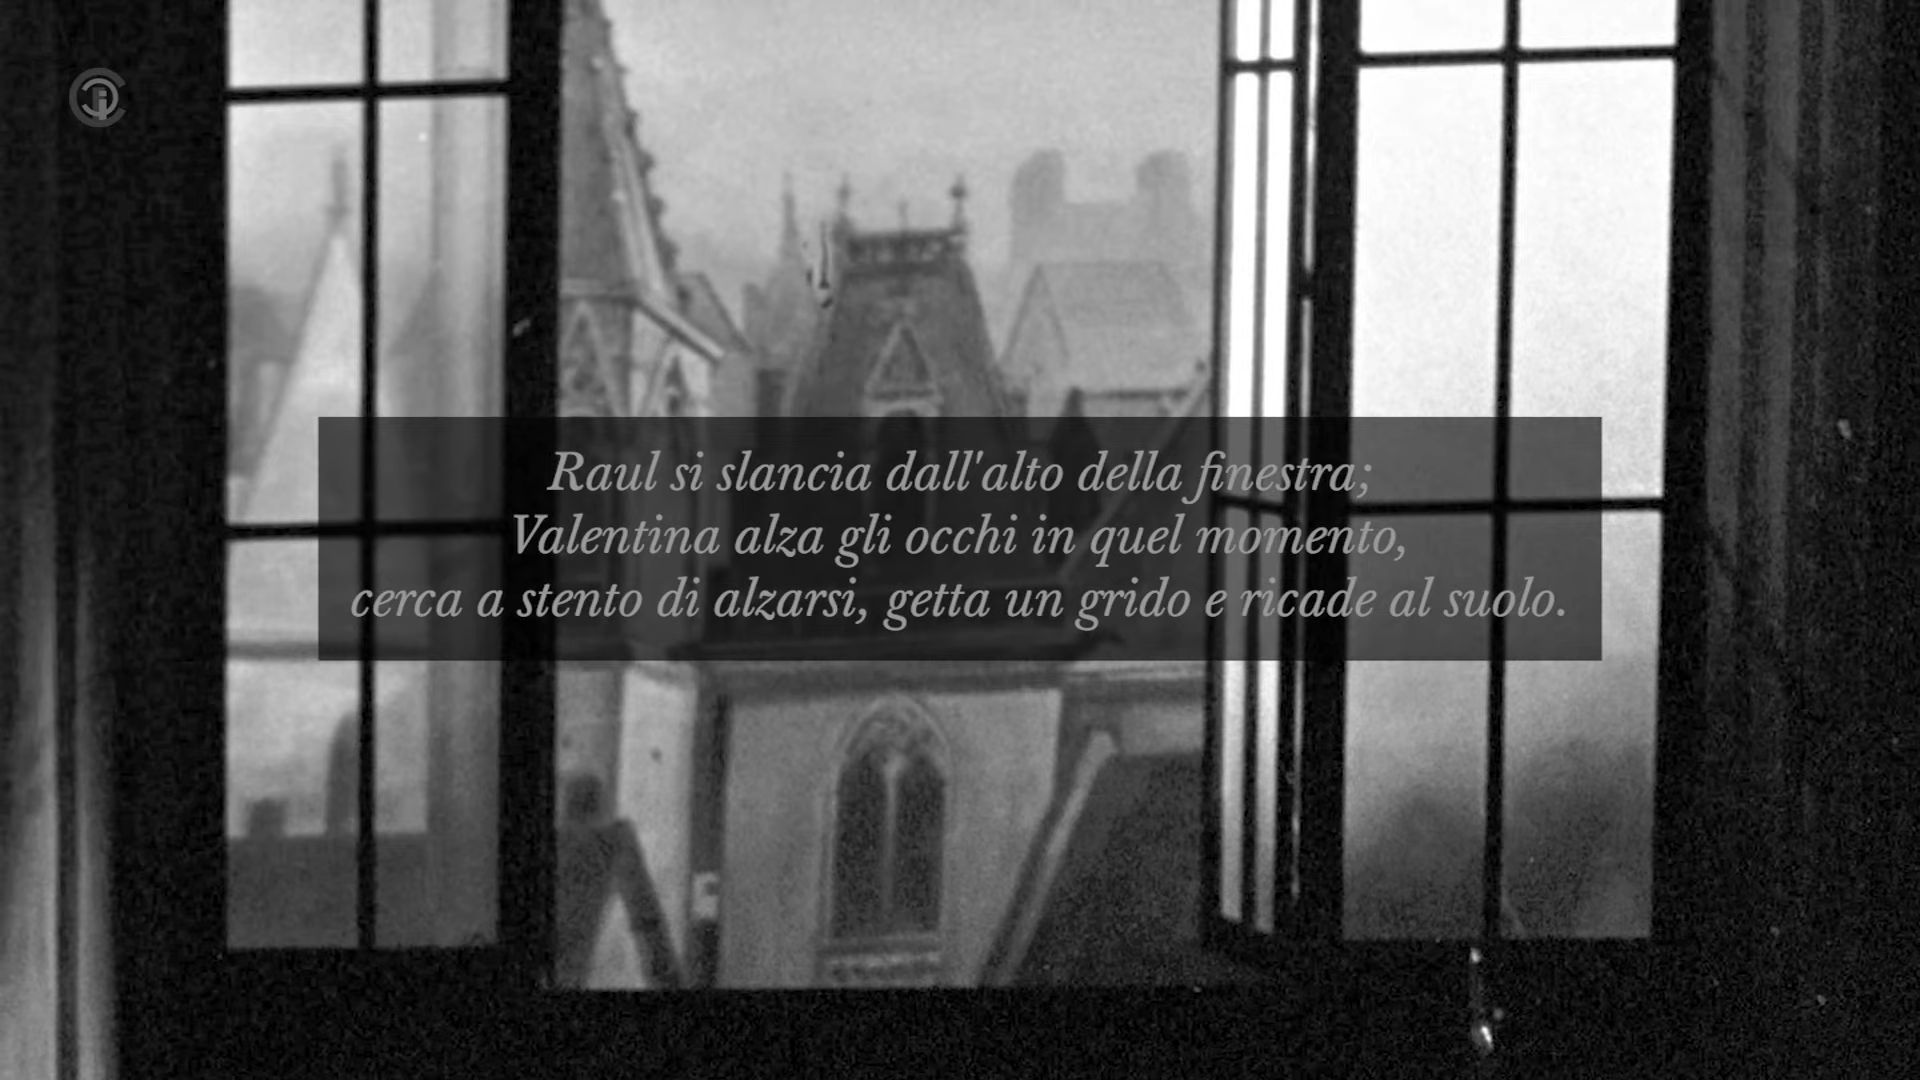 Raul si slancia dall'alto della finestra;
Valentina alza gli occhi in quel momento,
cerca a stento di alzarsi, getta un grido e ricade al suolo.